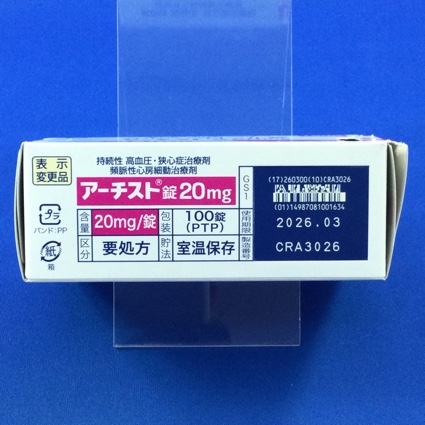 表示
変更品
持続性 高血圧・狭心症治療剤
頻脈性心房細動治療剤
アーチスト®錠20mg
含量 20mg/錠 包装 100錠 (PTP)
区分 要処方 貯法 室温保存
プラ
バンド:PP
紙
箱
GS1
(17)260300(10)CRA3026
(01)14987081001634
使用期限 2026.03
製造番号 CRA3026